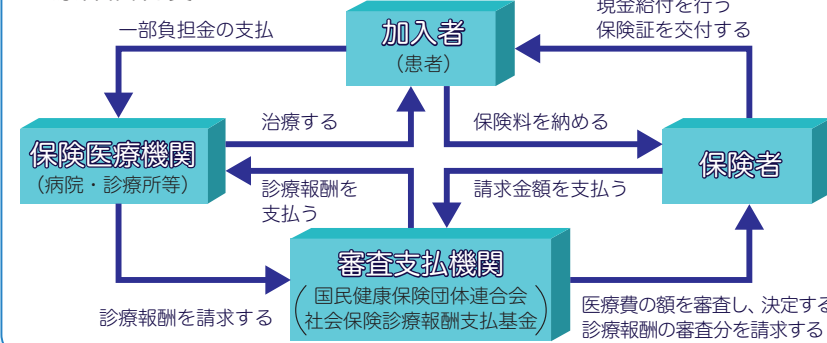 現金給付を行う
一部負担金の支払
加入者
保険証を交付する
（患者）
治療する
保険料を納める
保険医療機関
（病院・診療所等）
保険者
診療報酬を
支払う
請求金額を支払う
審査支払機関
国民健康保険団体連合会
社会保険診療報酬支払基金
診療報酬を請求する
医療費の額を審査し、決定する
診療報酬の審査分を請求する